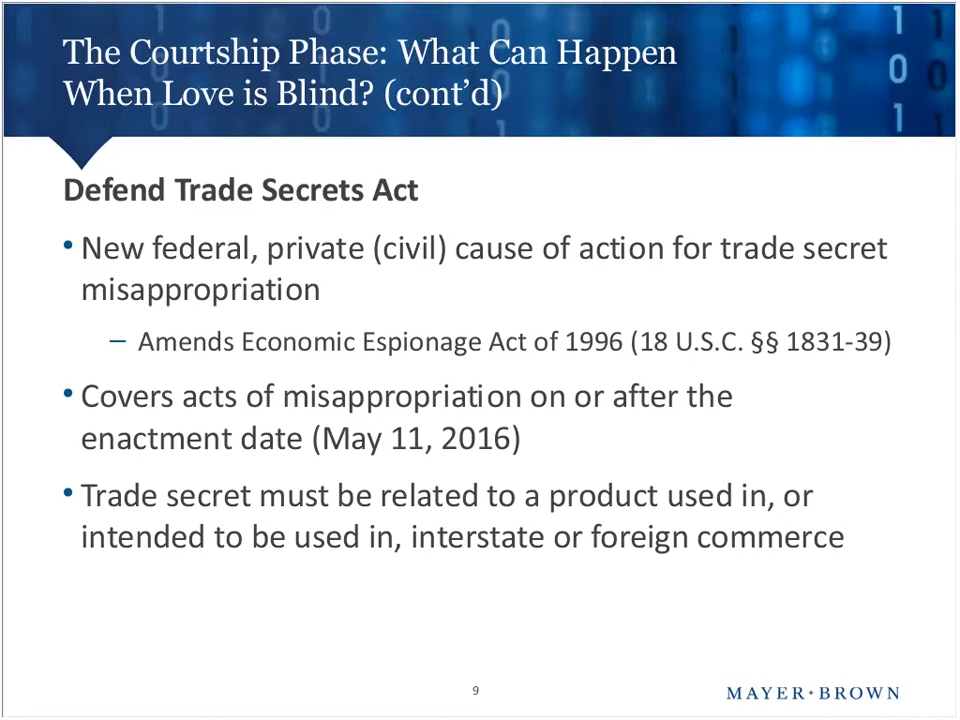 The Courtship Phase: What Can Happen
When Love is Blind? (cont’d)
Defend Trade Secrets Act
• New federal, private (civil) cause of action for trade secret
misappropriation
– Amends Economic Espionage Act of 1996 (18 U.S.C. §§ 1831-39)
• Covers acts of misappropriation on or after the
enactment date (May 11, 2016)
• Trade secret must be related to a product used in, or
intended to be used in, interstate or foreign commerce
9
MAYER•BROWN